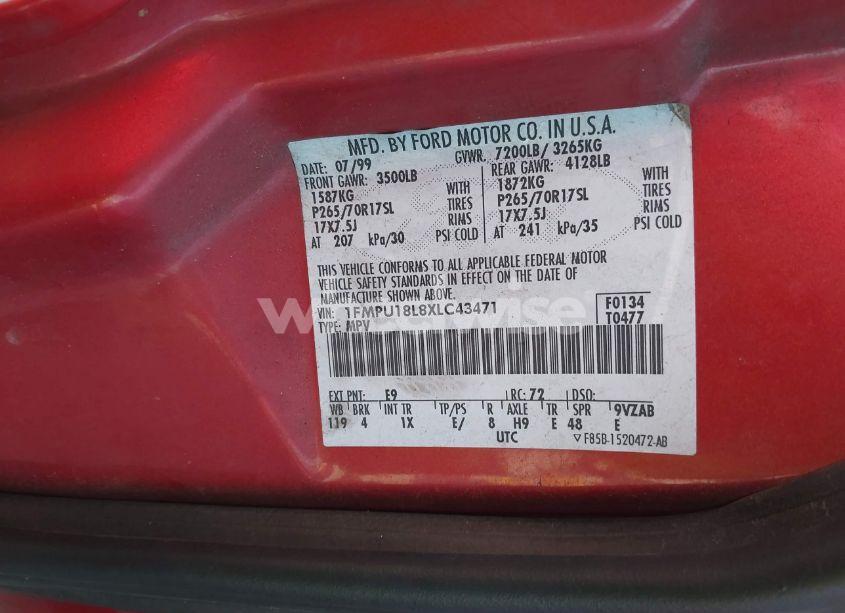 MFD. BY FORD MOTOR CO. IN U.S.A.
DATE: 07/99 GVWR: 7200LB/ 3265KG
FRONT GAWR: 3500LB REAR GAWR: 4128LB
1587KG WITH 1872KG WITH
P265/70R17SL TIRES P265/70R17SL TIRES
17X7.5J RIMS 17X7.5J RIMS
AT 207 kPa/30 PSI COLD AT 241 kPa/35 PSI COLD
THIS VEHICLE CONFORMS TO ALL APPLICABLE FEDERAL MOTOR
VEHICLE SAFETY STANDARDS IN EFFECT ON THE DATE OF
MANUFACTURE SHOWN ABOVE.
VIN: 1FMPU18L8XLC43471 F0134
TYPE: MPV T0477
EXT PNT: E9 RC: 72 DSO:
WB BRK INT TR TP/PS R AXLE TR SPR 9VZAB
119 4 1X E/ 8 H9 E 48 E
UTC F85B-1520472-AB